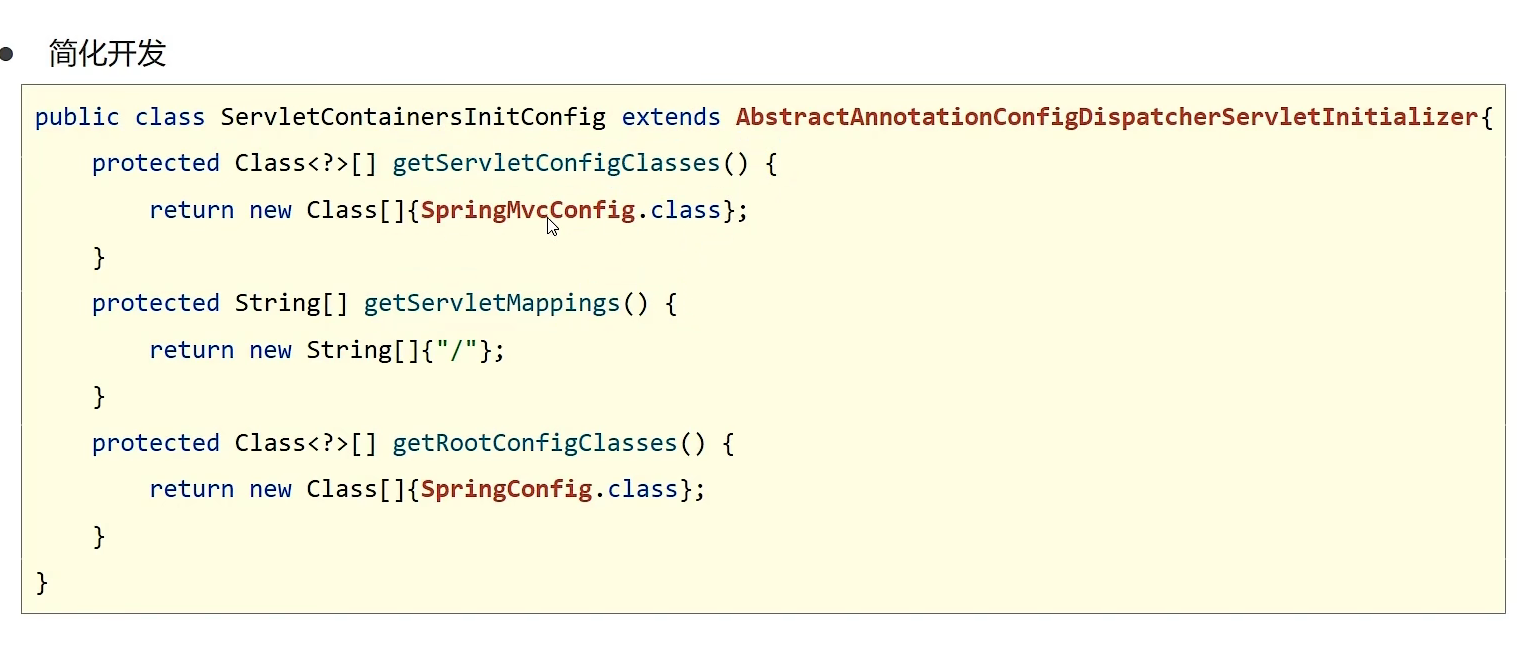 简化开发
public class ServletContainersInitConfig extends AbstractAnnotationConfigDispatcherServletInitializer{
    protected Class<?>[] getServletConfigClasses() {
        return new Class[]{SpringMvcConfig.class};
    }
    protected String[] getServletMappings() {
        return new String[]{"/"};
    }
    protected Class<?>[] getRootConfigClasses() {
        return new Class[]{SpringConfig.class};
    }
}